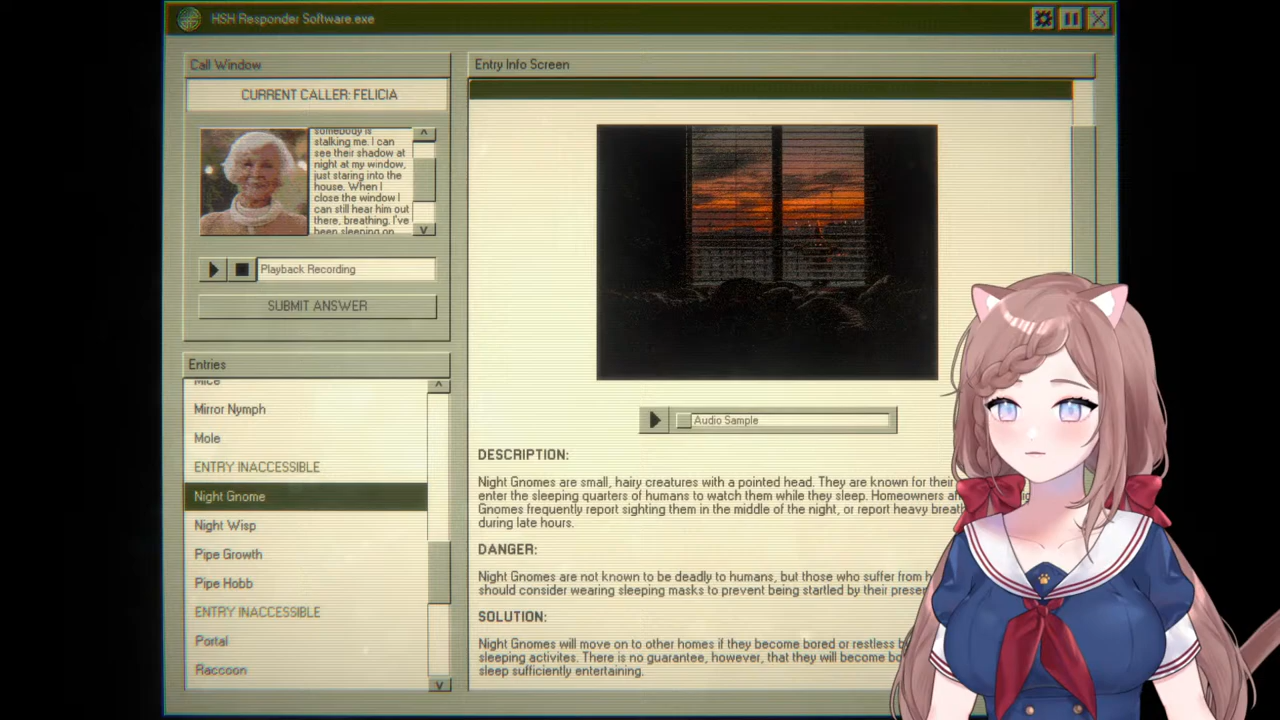 HSH Responder Software.exe
Call Window
Entry Info Screen
CURRENT CALLER: FELICIA
somebody is
stalking me. I can
see their shadow at
night at my window,
just staring into the
house. When I
close the window I
can still hear him out
there, breathing. I've
been sleeping on
Playback Recording
SUBMIT ANSWER
Entries
Mice
Mirror Nymph
Mole
ENTRY INACCESSIBLE
Night Gnome
Night Wisp
Pipe Growth
Pipe Hobb
ENTRY INACCESSIBLE
Portal
Raccoon
Audio Sample
DESCRIPTION:
Night Gnomes are small, hairy creatures with a pointed head. They are known for their
enter the sleeping quarters of humans to watch them while they sleep. Homeowners
Gnomes frequently report sighting them in the middle of the night, or report heavy
during late hours.
DANGER:
Night Gnomes are not known to be deadly to humans, but those who suffer from
should consider wearing sleeping masks to prevent being startled by their
SOLUTION:
Night Gnomes will move on to other homes if they become bored or restless
sleeping activites. There is no guarantee, however, that they will become
sleep sufficiently entertaining.